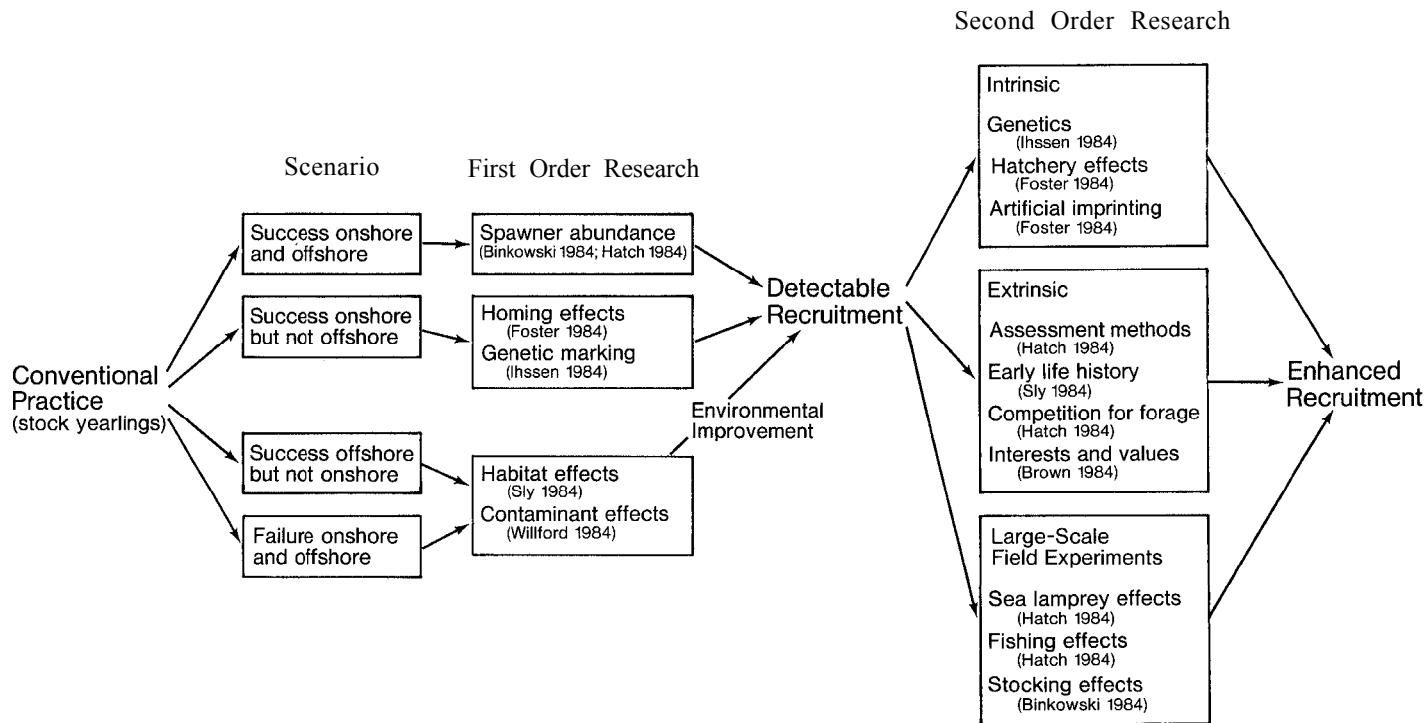 Second Order Research
Scenario
First Order Research
Conventional
Practice
(stock yearlings)
Success onshore
and offshore
Success onshore
but not offshore
Success offshore
but not onshore
Failure onshore
and offshore
Spawner abundance
(Binkowski 1984; Hatch 1984)
Homing effects
(Foster 1984)
Genetic marking
(Ihssen 1984)
Habitat effects
(Sly 1984)
Contaminant effects
(Willford 1984)
Environmental
Improvement
Detectable
Recruitment
Intrinsic
Genetics
(Ihssen 1984)
Hatchery effects
(Foster 1984)
Artificial imprinting
(Foster 1984)
Extrinsic
Assessment methods
(Hatch 1984)
Early life history
(Sly 1984)
Competition for forage
(Hatch 1984)
Interests and values
(Brown 1984)
Large-Scale
Field Experiments
Sea lamprey effects
(Hatch 1984)
Fishing effects
(Hatch 1984)
Stocking effects
(Binkowski 1984)
Enhanced
Recruitment